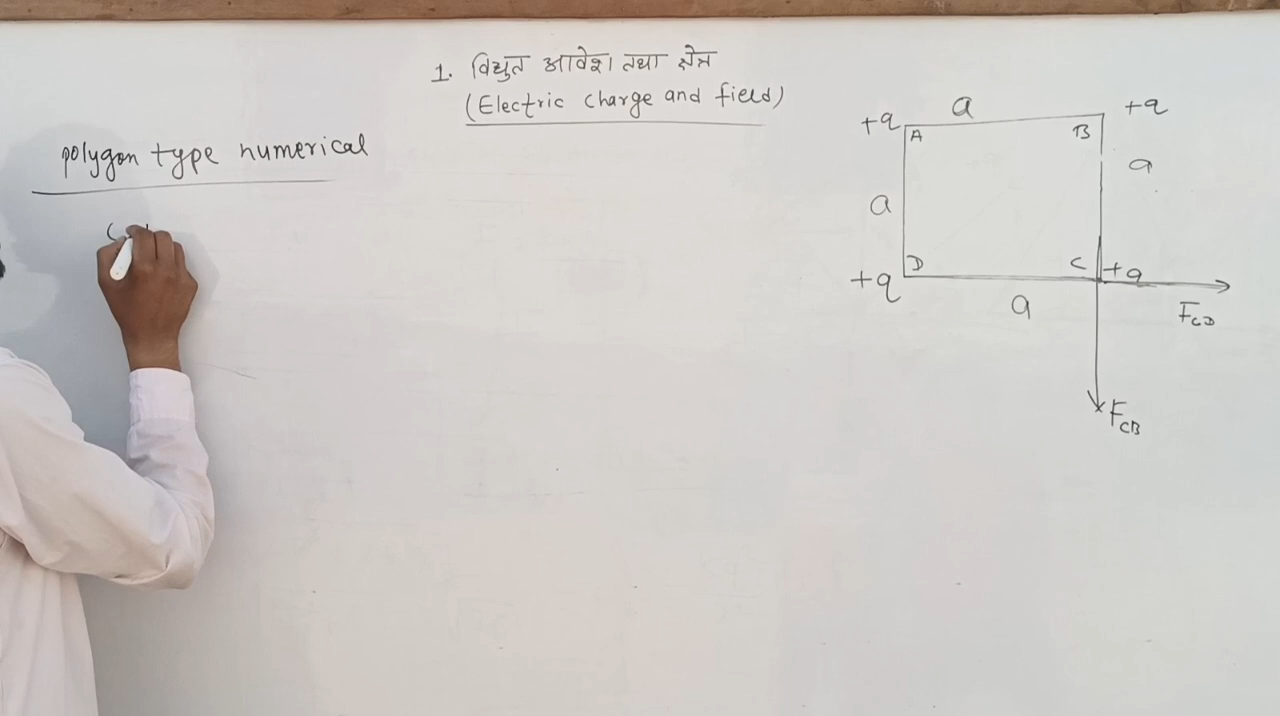 1. विद्युत आवेश तथा क्षेत्र
(Electric charge and field)
polygon type numerical
+q a +q
A B
a a
D C
+q +q
a
F_CD
F_CB